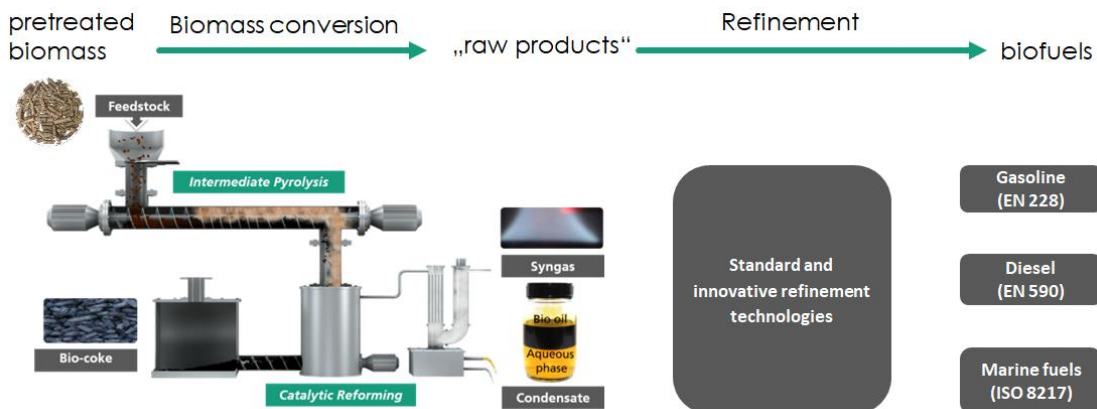 pretreated
biomass
Biomass conversion
„raw products“
Refinement
biofuels
Feedstock
Intermediate Pyrolysis
Syngas
Bio-coke
Bio oil
Aqueous
phase
Catalytic Reforming
Condensate
Standard and
innovative refinement
technologies
Gasoline
(EN 228)
Diesel
(EN 590)
Marine fuels
(ISO 8217)